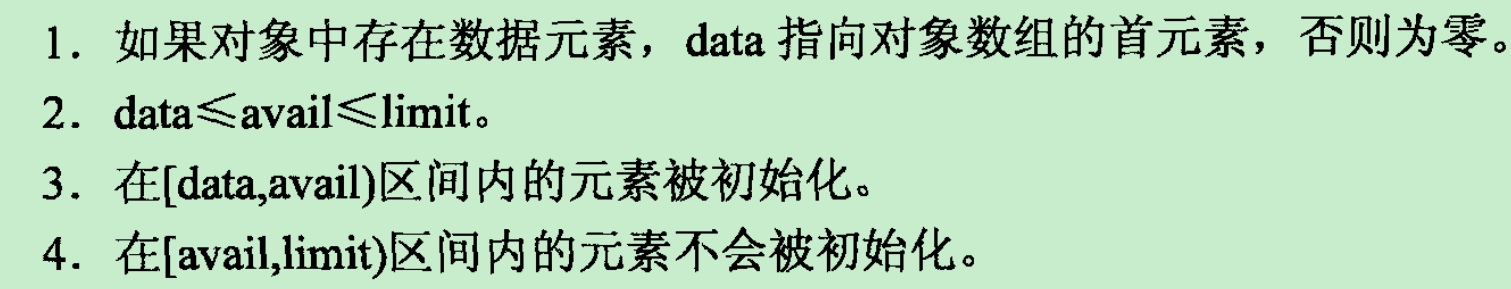 1. 如果对象中存在数据元素，data 指向对象数组的首元素，否则为零。
2. data≤avail≤limit。
3. 在[data,avail)区间内的元素被初始化。
4. 在[avail,limit)区间内的元素不会被初始化。